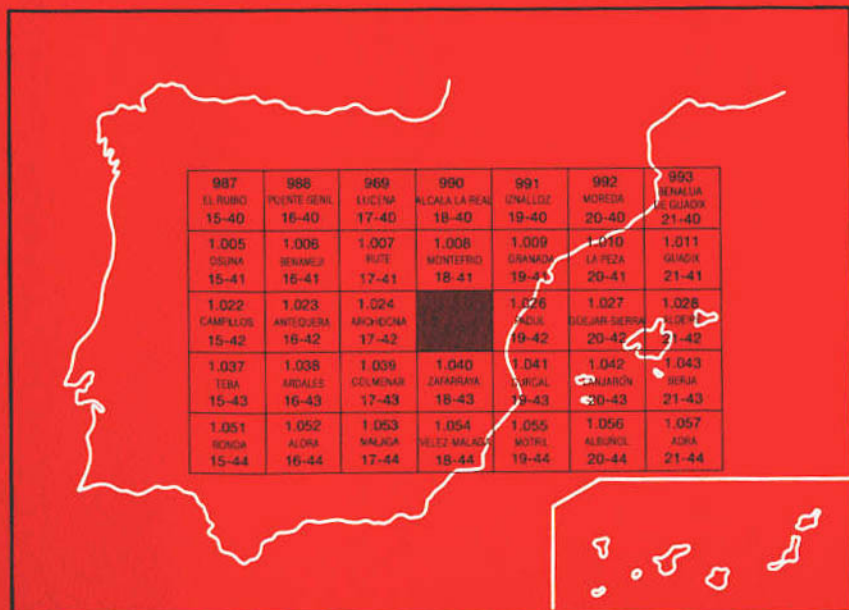 987 988 969 990 991 992 993
EL RUBIO PUENTE GENIL LUCENA ALCALA LA REAL IZNALLOZ MOREDA BENALUA DE GUADIX
15-40 16-40 17-40 18-40 19-40 20-40 21-40
1.005 1.006 1.007 1.008 1.009 1.010 1.011
OSUNA BENAMEJI RUTE MONTEFRIO GRANADA LA PEZA GUADIX
15-41 16-41 17-41 18-41 19-41 20-41 21-41
1.022 1.023 1.024 1.026 1.027 1.028
CAMPILLOS ANTEQUERA ARCHIDONA PADUL GÜEJAR-SIERRA ALDEIRE
15-42 16-42 17-42 19-42 20-42 21-42
1.037 1.038 1.039 1.040 1.041 1.042 1.043
TEBA ARDALES COLMENAR ZAFARRAYA DURCAL LANJARÓN BERJA
15-43 16-43 17-43 18-43 19-43 20-43 21-43
1.051 1.052 1.053 1.054 1.055 1.056 1.057
RONDA ALORA MALAGA VELEZ-MALAGA MOTRIL ALBUÑOL ADRA
15-44 16-44 17-44 18-44 19-44 20-44 21-44